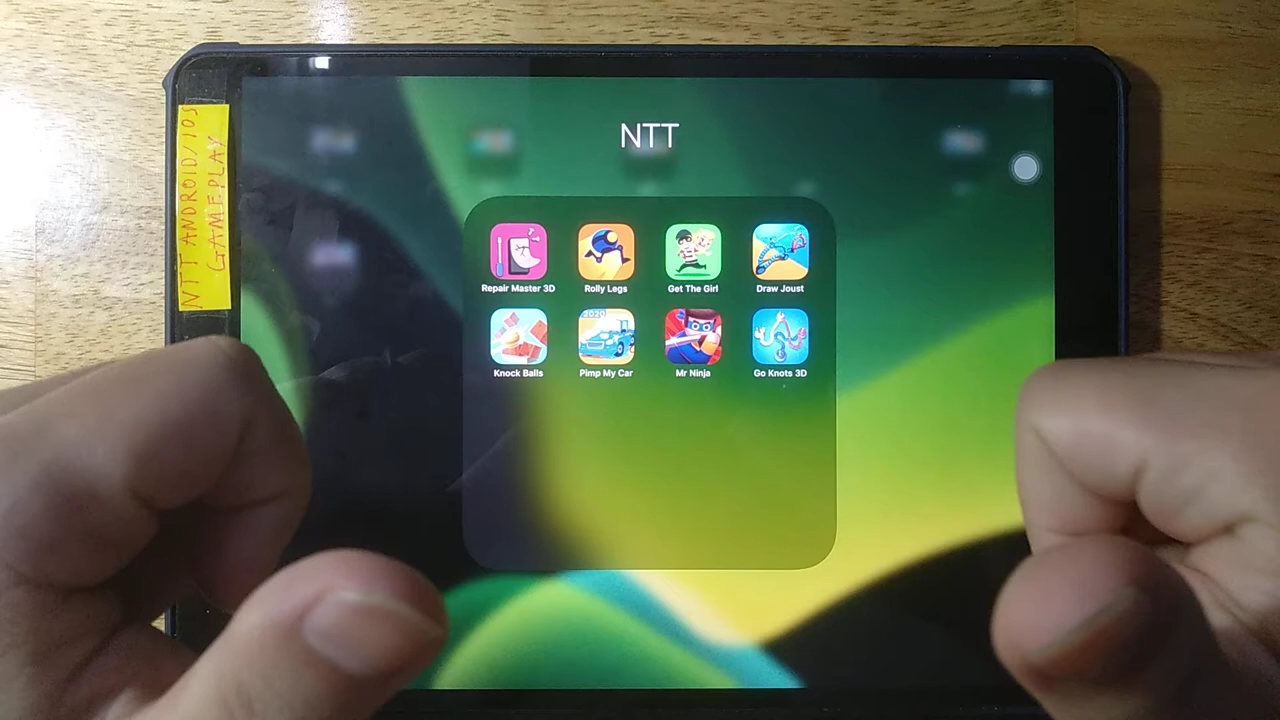 NTT ANDROID/IOS
GAMEPLAY
NTT
Repair Master 3D
Rolly Legs
Get The Girl
Draw Joust
2020
Knock Balls
Pimp My Car
Mr Ninja
Go Knots 3D